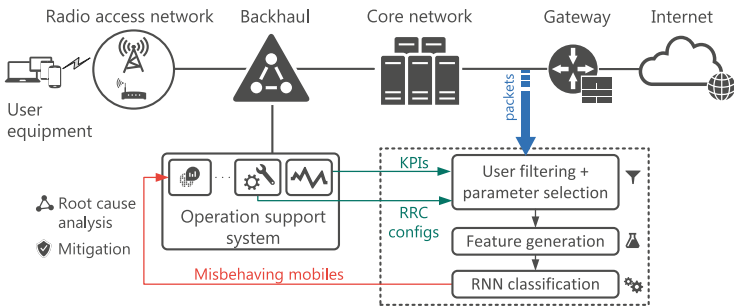 Radio access network
Backhaul
Core network
Gateway
Internet
User
equipment
packets
KPIs
User filtering +
parameter selection
Root cause
analysis
Mitigation
Operation support
system
RRC
configs
Feature generation
Misbehaving mobiles
RNN classification